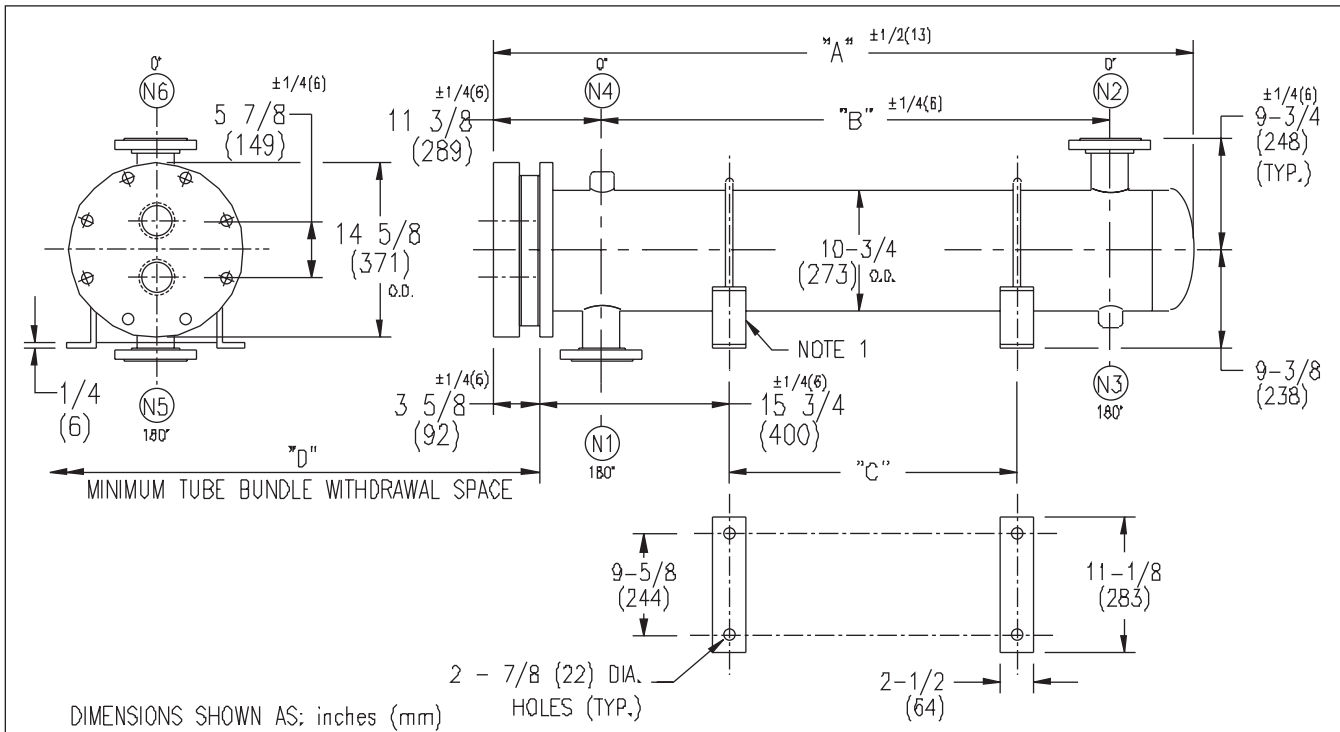 "A" ±1/2(13)
0°
N6
±1/4(6)
5 7/8
(149)
±1/4(6)
11 3/8
(289)
0°
N4
"B" ±1/4(6)
0°
N2
±1/4(6)
9-3/4
(248)
(TYP.)
14 5/8
(371)
O.D.
10-3/4
(273) O.D.
NOTE 1
1/4
(6)
N5
180°
±1/4(6)
3 5/8
(92)
N1
180°
±1/4(6)
15 3/4
(400)
N3
180°
9-3/8
(238)
"D"
MINIMUM TUBE BUNDLE WITHDRAWAL SPACE
"C"
9-5/8
(244)
11-1/8
(283)
2 - 7/8 (22) DIA.
HOLES (TYP.)
2-1/2
(64)
DIMENSIONS SHOWN AS: inches (mm)